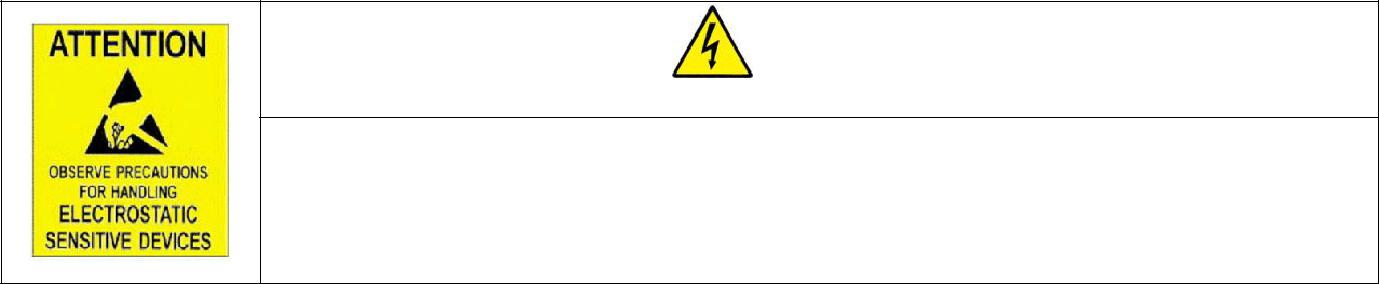 ATTENTION
OBSERVE PRECAUTIONS
FOR HANDLING
ELECTROSTATIC
SENSITIVE DEVICES